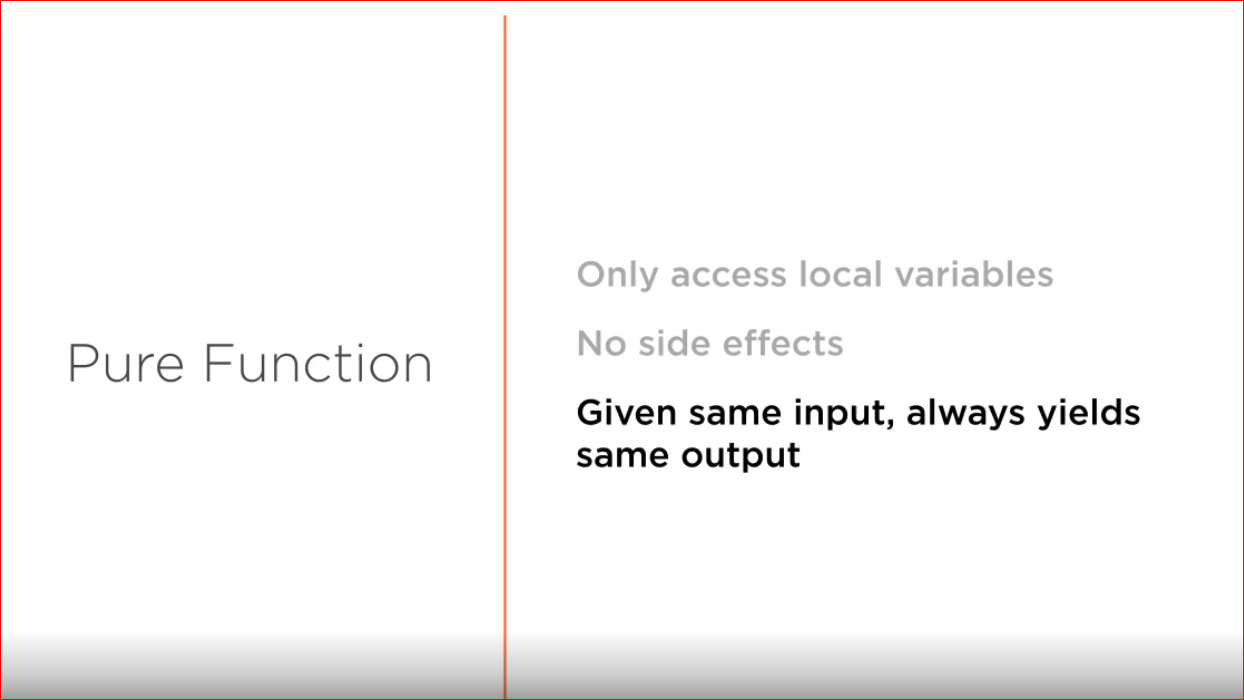 Pure Function
Only access local variables
No side effects
Given same input, always yields
same output